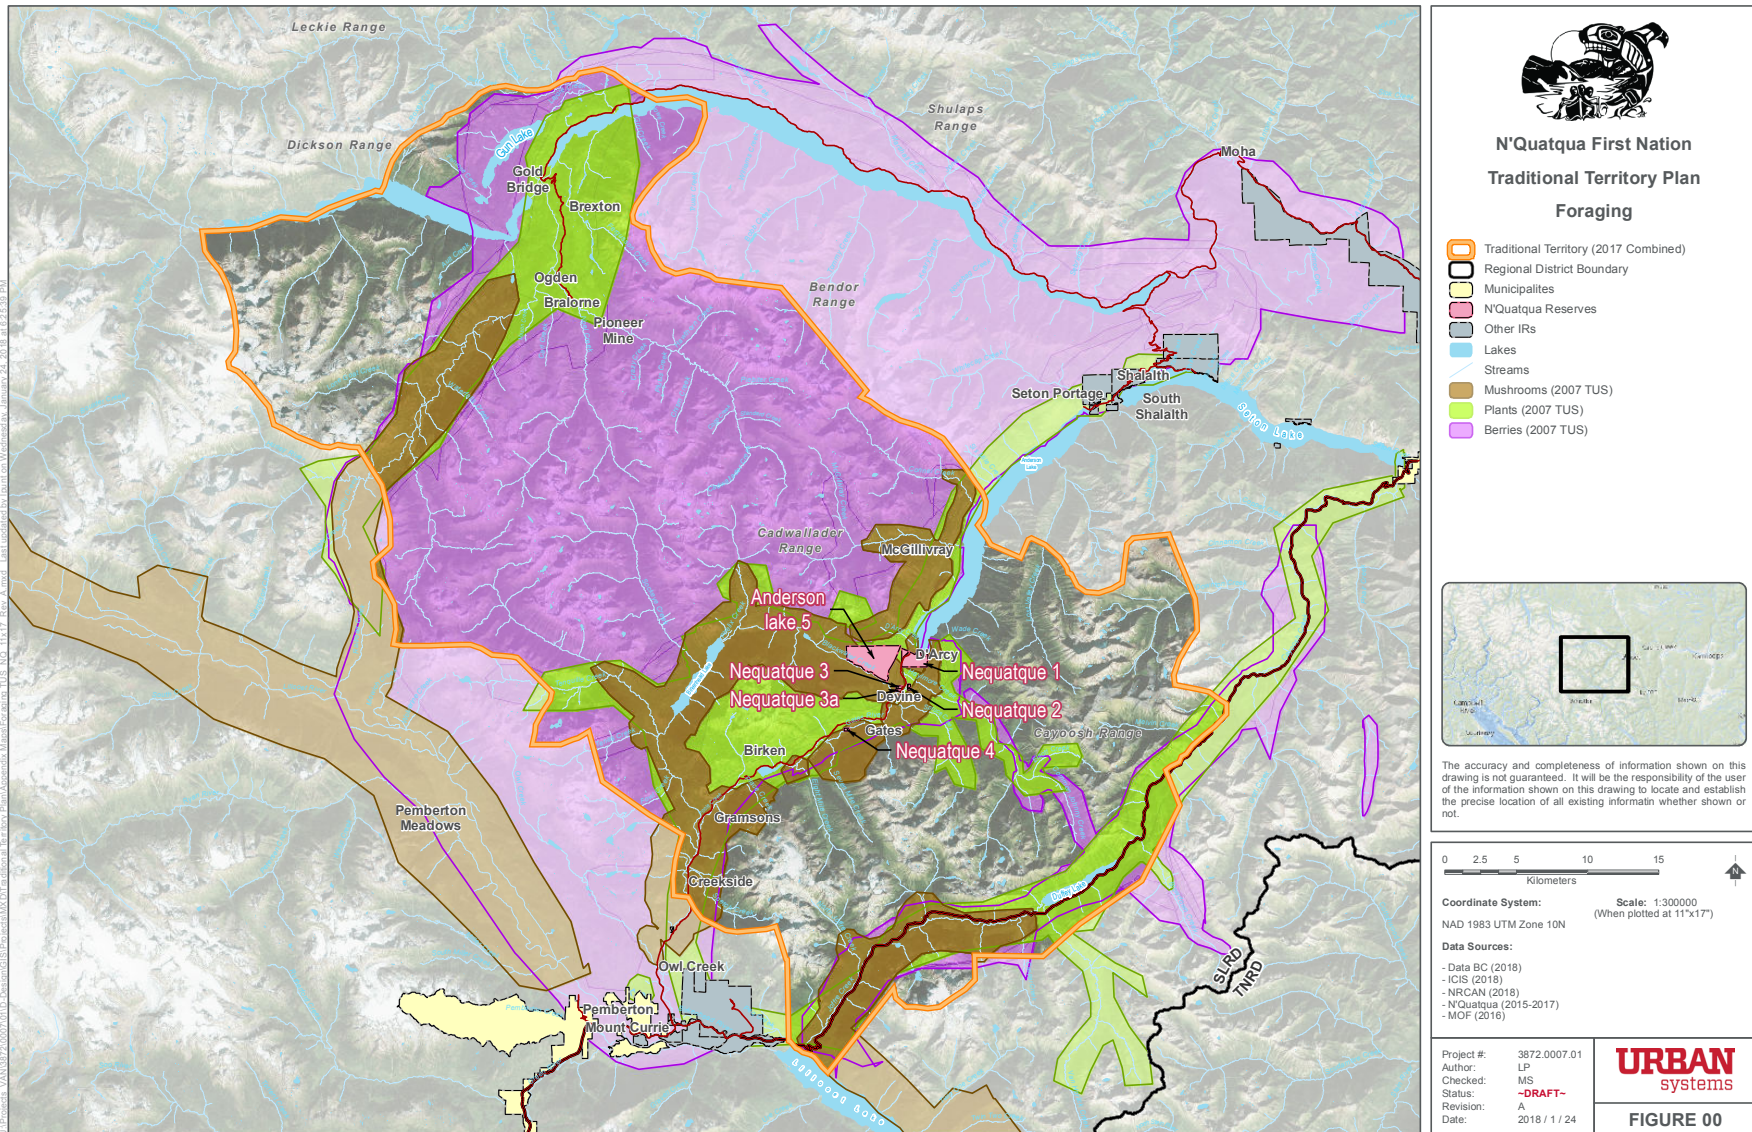 Leckie Range
Dickson Range
Shulaps
Range
Moha
Gun Lake
Gold
Bridge
Brexton
Ogden
Bralorne
Pioneer
Mine
Bendor
Range
Seton Portage
Shalalth
South
Shalalth
Seton Lake
Anderson
Lake
Cadwallader
Range
McGillivray
Anderson
lake 5
D'Arcy
Nequatque 3
Nequatque 1
Nequatque 3a
Devine
Nequatque 2
Gates
Cayoosh Range
Birken
Nequatque 4
Pemberton
Meadows
Gramsons
Creekside
Duffy Lake
Owl Creek
SLRD
TNRD
Pemberton
Mount Currie
Lillooet Lake
N'Quatqua First Nation
Traditional Territory Plan
Foraging
Traditional Territory (2017 Combined)
Regional District Boundary
Municipalites
N'Quatqua Reserves
Other IRs
Lakes
Streams
Mushrooms (2007 TUS)
Plants (2007 TUS)
Berries (2007 TUS)
Kamloops
The accuracy and completeness of information shown on this
drawing is not guaranteed. It will be the responsibility of the user
of the information shown on this drawing to locate and establish
the precise location of all existing informatin whether shown or
not.
0 2.5 5 10 15
Kilometers
N
Coordinate System:
NAD 1983 UTM Zone 10N
Scale: 1:300000
(When plotted at 11"x17")
Data Sources:
- Data BC (2018)
- ICIS (2018)
- NRCAN (2018)
- N'Quatqua (2015-2017)
- MOF (2016)
Project #: 3872.0007.01
Author: LP
Checked: MS
Status: ~DRAFT~
Revision: A
Date: 2018 / 1 / 24
URBAN
systems
FIGURE 00